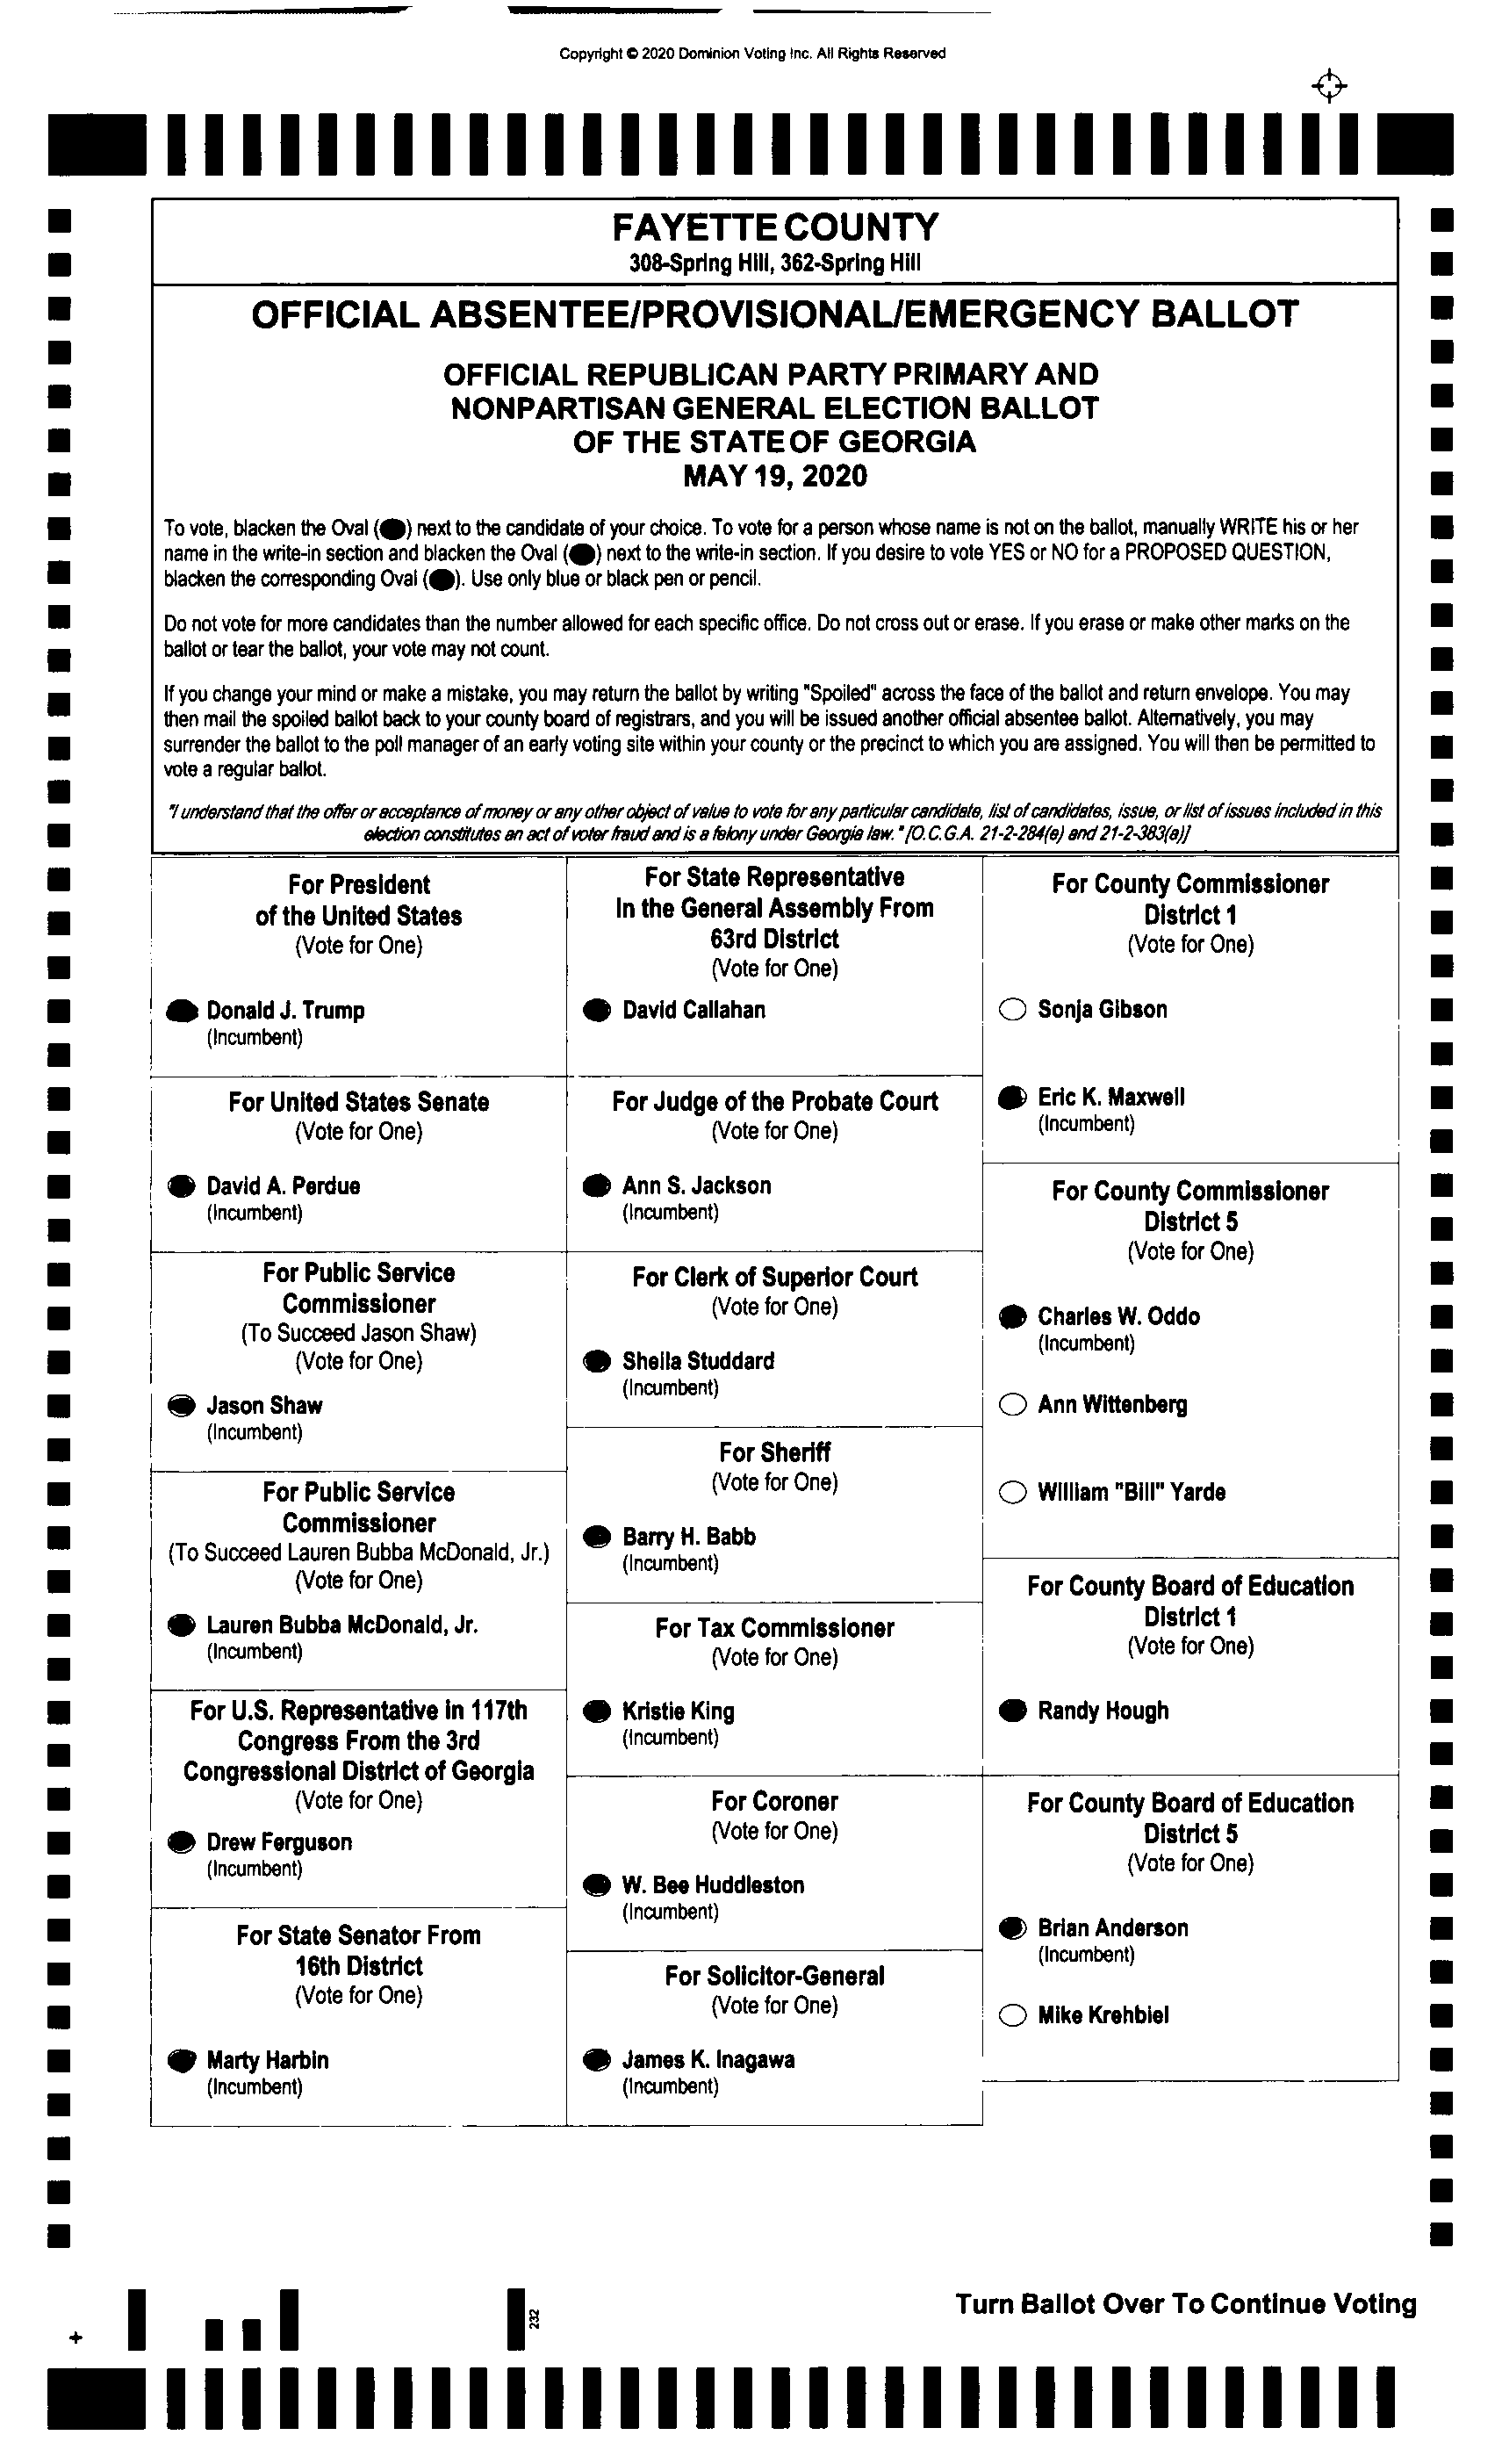 Copyright © 2020 Dominion Voting Inc. All Rights Reserved
FAYETTE COUNTY
308-Spring Hill, 362-Spring Hill
OFFICIAL ABSENTEE/PROVISIONAL/EMERGENCY BALLOT
OFFICIAL REPUBLICAN PARTY PRIMARY AND
NONPARTISAN GENERAL ELECTION BALLOT
OF THE STATE OF GEORGIA
MAY 19, 2020
To vote, blacken the Oval (⬬) next to the candidate of your choice. To vote for a person whose name is not on the ballot, manually WRITE his or her
name in the write-in section and blacken the Oval (⬬) next to the write-in section. If you desire to vote YES or NO for a PROPOSED QUESTION,
blacken the corresponding Oval (⬬). Use only blue or black pen or pencil.
Do not vote for more candidates than the number allowed for each specific office. Do not cross out or erase. If you erase or make other marks on the
ballot or tear the ballot, your vote may not count.
If you change your mind or make a mistake, you may return the ballot by writing "Spoiled" across the face of the ballot and return envelope. You may
then mail the spoiled ballot back to your county board of registrars, and you will be issued another official absentee ballot. Alternatively, you may
surrender the ballot to the poll manager of an early voting site within your county or the precinct to which you are assigned. You will then be permitted to
vote a regular ballot.
"I understand that the offer or acceptance of money or any other object of value to vote for any particular candidate, list of candidates, issue, or list of issues included in this
election constitutes an act of voter fraud and is a felony under Georgia law." [O.C.G.A. 21-2-284(e) and 21-2-383(a)]
For President
of the United States
(Vote for One)
Donald J. Trump
(Incumbent)
For United States Senate
(Vote for One)
David A. Perdue
(Incumbent)
For Public Service
Commissioner
(To Succeed Jason Shaw)
(Vote for One)
Jason Shaw
(Incumbent)
For Public Service
Commissioner
(To Succeed Lauren Bubba McDonald, Jr.)
(Vote for One)
Lauren Bubba McDonald, Jr.
(Incumbent)
For U.S. Representative in 117th
Congress From the 3rd
Congressional District of Georgia
(Vote for One)
Drew Ferguson
(Incumbent)
For State Senator From
16th District
(Vote for One)
Marty Harbin
(Incumbent)
For State Representative
In the General Assembly From
63rd District
(Vote for One)
David Callahan
For Judge of the Probate Court
(Vote for One)
Ann S. Jackson
(Incumbent)
For Clerk of Superior Court
(Vote for One)
Sheila Studdard
(Incumbent)
For Sheriff
(Vote for One)
Barry H. Babb
(Incumbent)
For Tax Commissioner
(Vote for One)
Kristie King
(Incumbent)
For Coroner
(Vote for One)
W. Bee Huddleston
(Incumbent)
For Solicitor-General
(Vote for One)
James K. Inagawa
(Incumbent)
For County Commissioner
District 1
(Vote for One)
Sonja Gibson
Eric K. Maxwell
(Incumbent)
For County Commissioner
District 5
(Vote for One)
Charles W. Oddo
(Incumbent)
Ann Wittenberg
William "Bill" Yarde
For County Board of Education
District 1
(Vote for One)
Randy Hough
For County Board of Education
District 5
(Vote for One)
Brian Anderson
(Incumbent)
Mike Krehbiel
Turn Ballot Over To Continue Voting
232